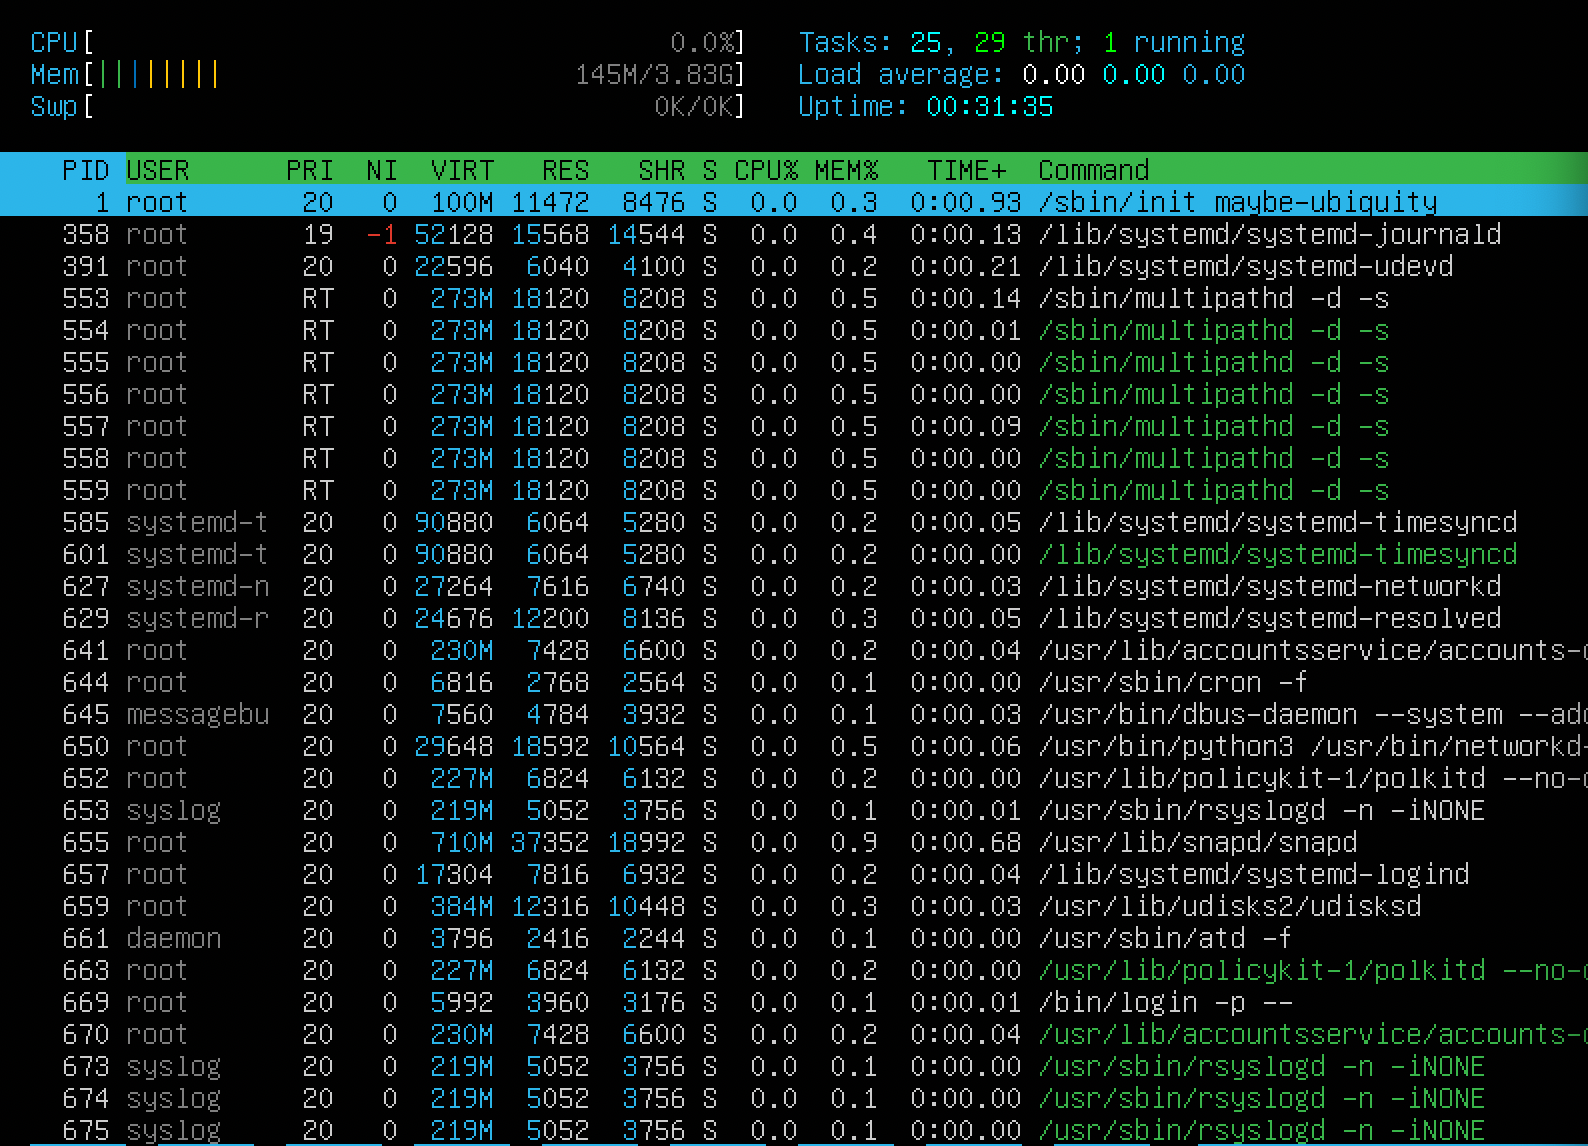 CPU[ 0.0%] Tasks: 25, 29 thr; 1 running
Mem[||||||||| 145M/3.83G] Load average: 0.00 0.00 0.00
Swp[ 0K/0K] Uptime: 00:31:35
PID USER PRI NI VIRT RES SHR S CPU% MEM% TIME+ Command
1 root 20 0 100M 11472 8476 S 0.0 0.3 0:00.93 /sbin/init maybe-ubiquity
358 root 19 -1 52128 15568 14544 S 0.0 0.4 0:00.13 /lib/systemd/systemd-journald
391 root 20 0 22596 6040 4100 S 0.0 0.2 0:00.21 /lib/systemd/systemd-udevd
553 root RT 0 273M 18120 8208 S 0.0 0.5 0:00.14 /sbin/multipathd -d -s
554 root RT 0 273M 18120 8208 S 0.0 0.5 0:00.01 /sbin/multipathd -d -s
555 root RT 0 273M 18120 8208 S 0.0 0.5 0:00.00 /sbin/multipathd -d -s
556 root RT 0 273M 18120 8208 S 0.0 0.5 0:00.00 /sbin/multipathd -d -s
557 root RT 0 273M 18120 8208 S 0.0 0.5 0:00.09 /sbin/multipathd -d -s
558 root RT 0 273M 18120 8208 S 0.0 0.5 0:00.00 /sbin/multipathd -d -s
559 root RT 0 273M 18120 8208 S 0.0 0.5 0:00.00 /sbin/multipathd -d -s
585 systemd-t 20 0 90880 6064 5280 S 0.0 0.2 0:00.05 /lib/systemd/systemd-timesyncd
601 systemd-t 20 0 90880 6064 5280 S 0.0 0.2 0:00.00 /lib/systemd/systemd-timesyncd
627 systemd-n 20 0 27264 7616 6740 S 0.0 0.2 0:00.03 /lib/systemd/systemd-networkd
629 systemd-r 20 0 24676 12200 8136 S 0.0 0.3 0:00.05 /lib/systemd/systemd-resolved
641 root 20 0 230M 7428 6600 S 0.0 0.2 0:00.04 /usr/lib/accountsservice/accounts-
644 root 20 0 6816 2768 2564 S 0.0 0.1 0:00.00 /usr/sbin/cron -f
645 messagebu 20 0 7560 4784 3932 S 0.0 0.1 0:00.03 /usr/bin/dbus-daemon --system --ad
650 root 20 0 29648 18592 10564 S 0.0 0.5 0:00.06 /usr/bin/python3 /usr/bin/networkd-
652 root 20 0 227M 6824 6132 S 0.0 0.2 0:00.00 /usr/lib/policykit-1/polkitd --no-
653 syslog 20 0 219M 5052 3756 S 0.0 0.1 0:00.01 /usr/sbin/rsyslogd -n -iNONE
655 root 20 0 710M 37352 18992 S 0.0 0.9 0:00.68 /usr/lib/snapd/snapd
657 root 20 0 17304 7816 6932 S 0.0 0.2 0:00.04 /lib/systemd/systemd-logind
659 root 20 0 384M 12316 10448 S 0.0 0.3 0:00.03 /usr/lib/udisks2/udisksd
661 daemon 20 0 3796 2416 2244 S 0.0 0.1 0:00.00 /usr/sbin/atd -f
663 root 20 0 227M 6824 6132 S 0.0 0.2 0:00.00 /usr/lib/policykit-1/polkitd --no-
669 root 20 0 5992 3960 3176 S 0.0 0.1 0:00.01 /bin/login -p --
670 root 20 0 230M 7428 6600 S 0.0 0.2 0:00.04 /usr/lib/accountsservice/accounts-
673 syslog 20 0 219M 5052 3756 S 0.0 0.1 0:00.00 /usr/sbin/rsyslogd -n -iNONE
674 syslog 20 0 219M 5052 3756 S 0.0 0.1 0:00.00 /usr/sbin/rsyslogd -n -iNONE
675 syslog 20 0 219M 5052 3756 S 0.0 0.1 0:00.00 /usr/sbin/rsyslogd -n -iNONE